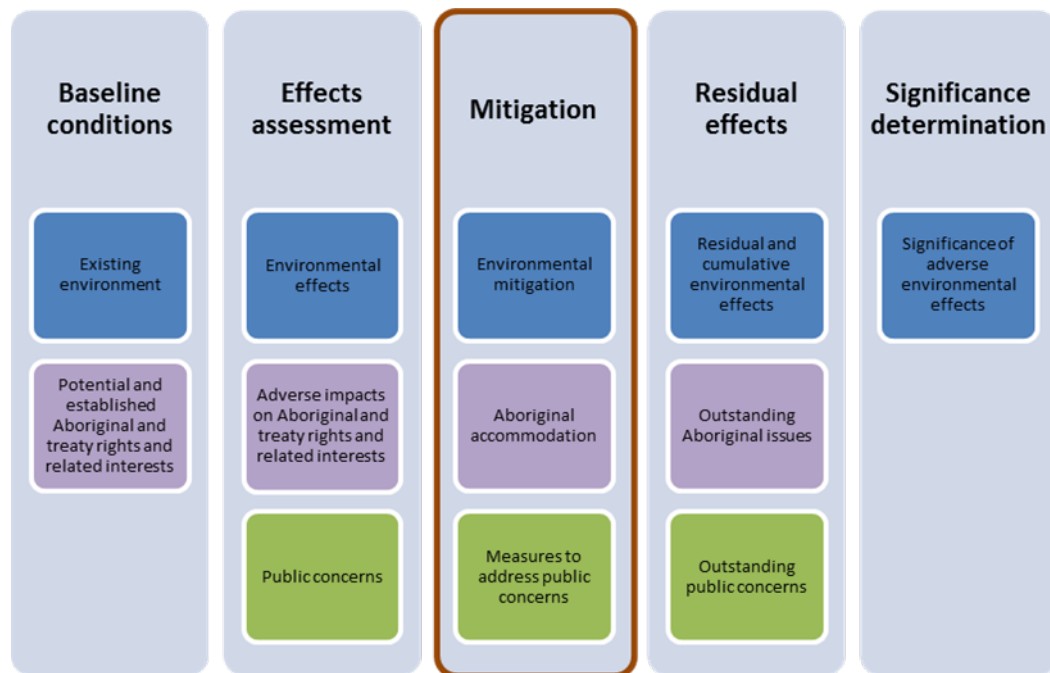 Baseline
conditions
Existing
environment
Potential and
established
Aboriginal and
treaty rights and
related interests
Effects
assessment
Environmental
effects
Adverse impacts
on Aboriginal and
treaty rights and
related interests
Public concerns
Mitigation
Environmental
mitigation
Aboriginal
accommodation
Measures to
address public
concerns
Residual
effects
Residual and
cumulative
environmental
effects
Outstanding
Aboriginal issues
Outstanding
public concerns
Significance
determination
Significance of
adverse
environmental
effects